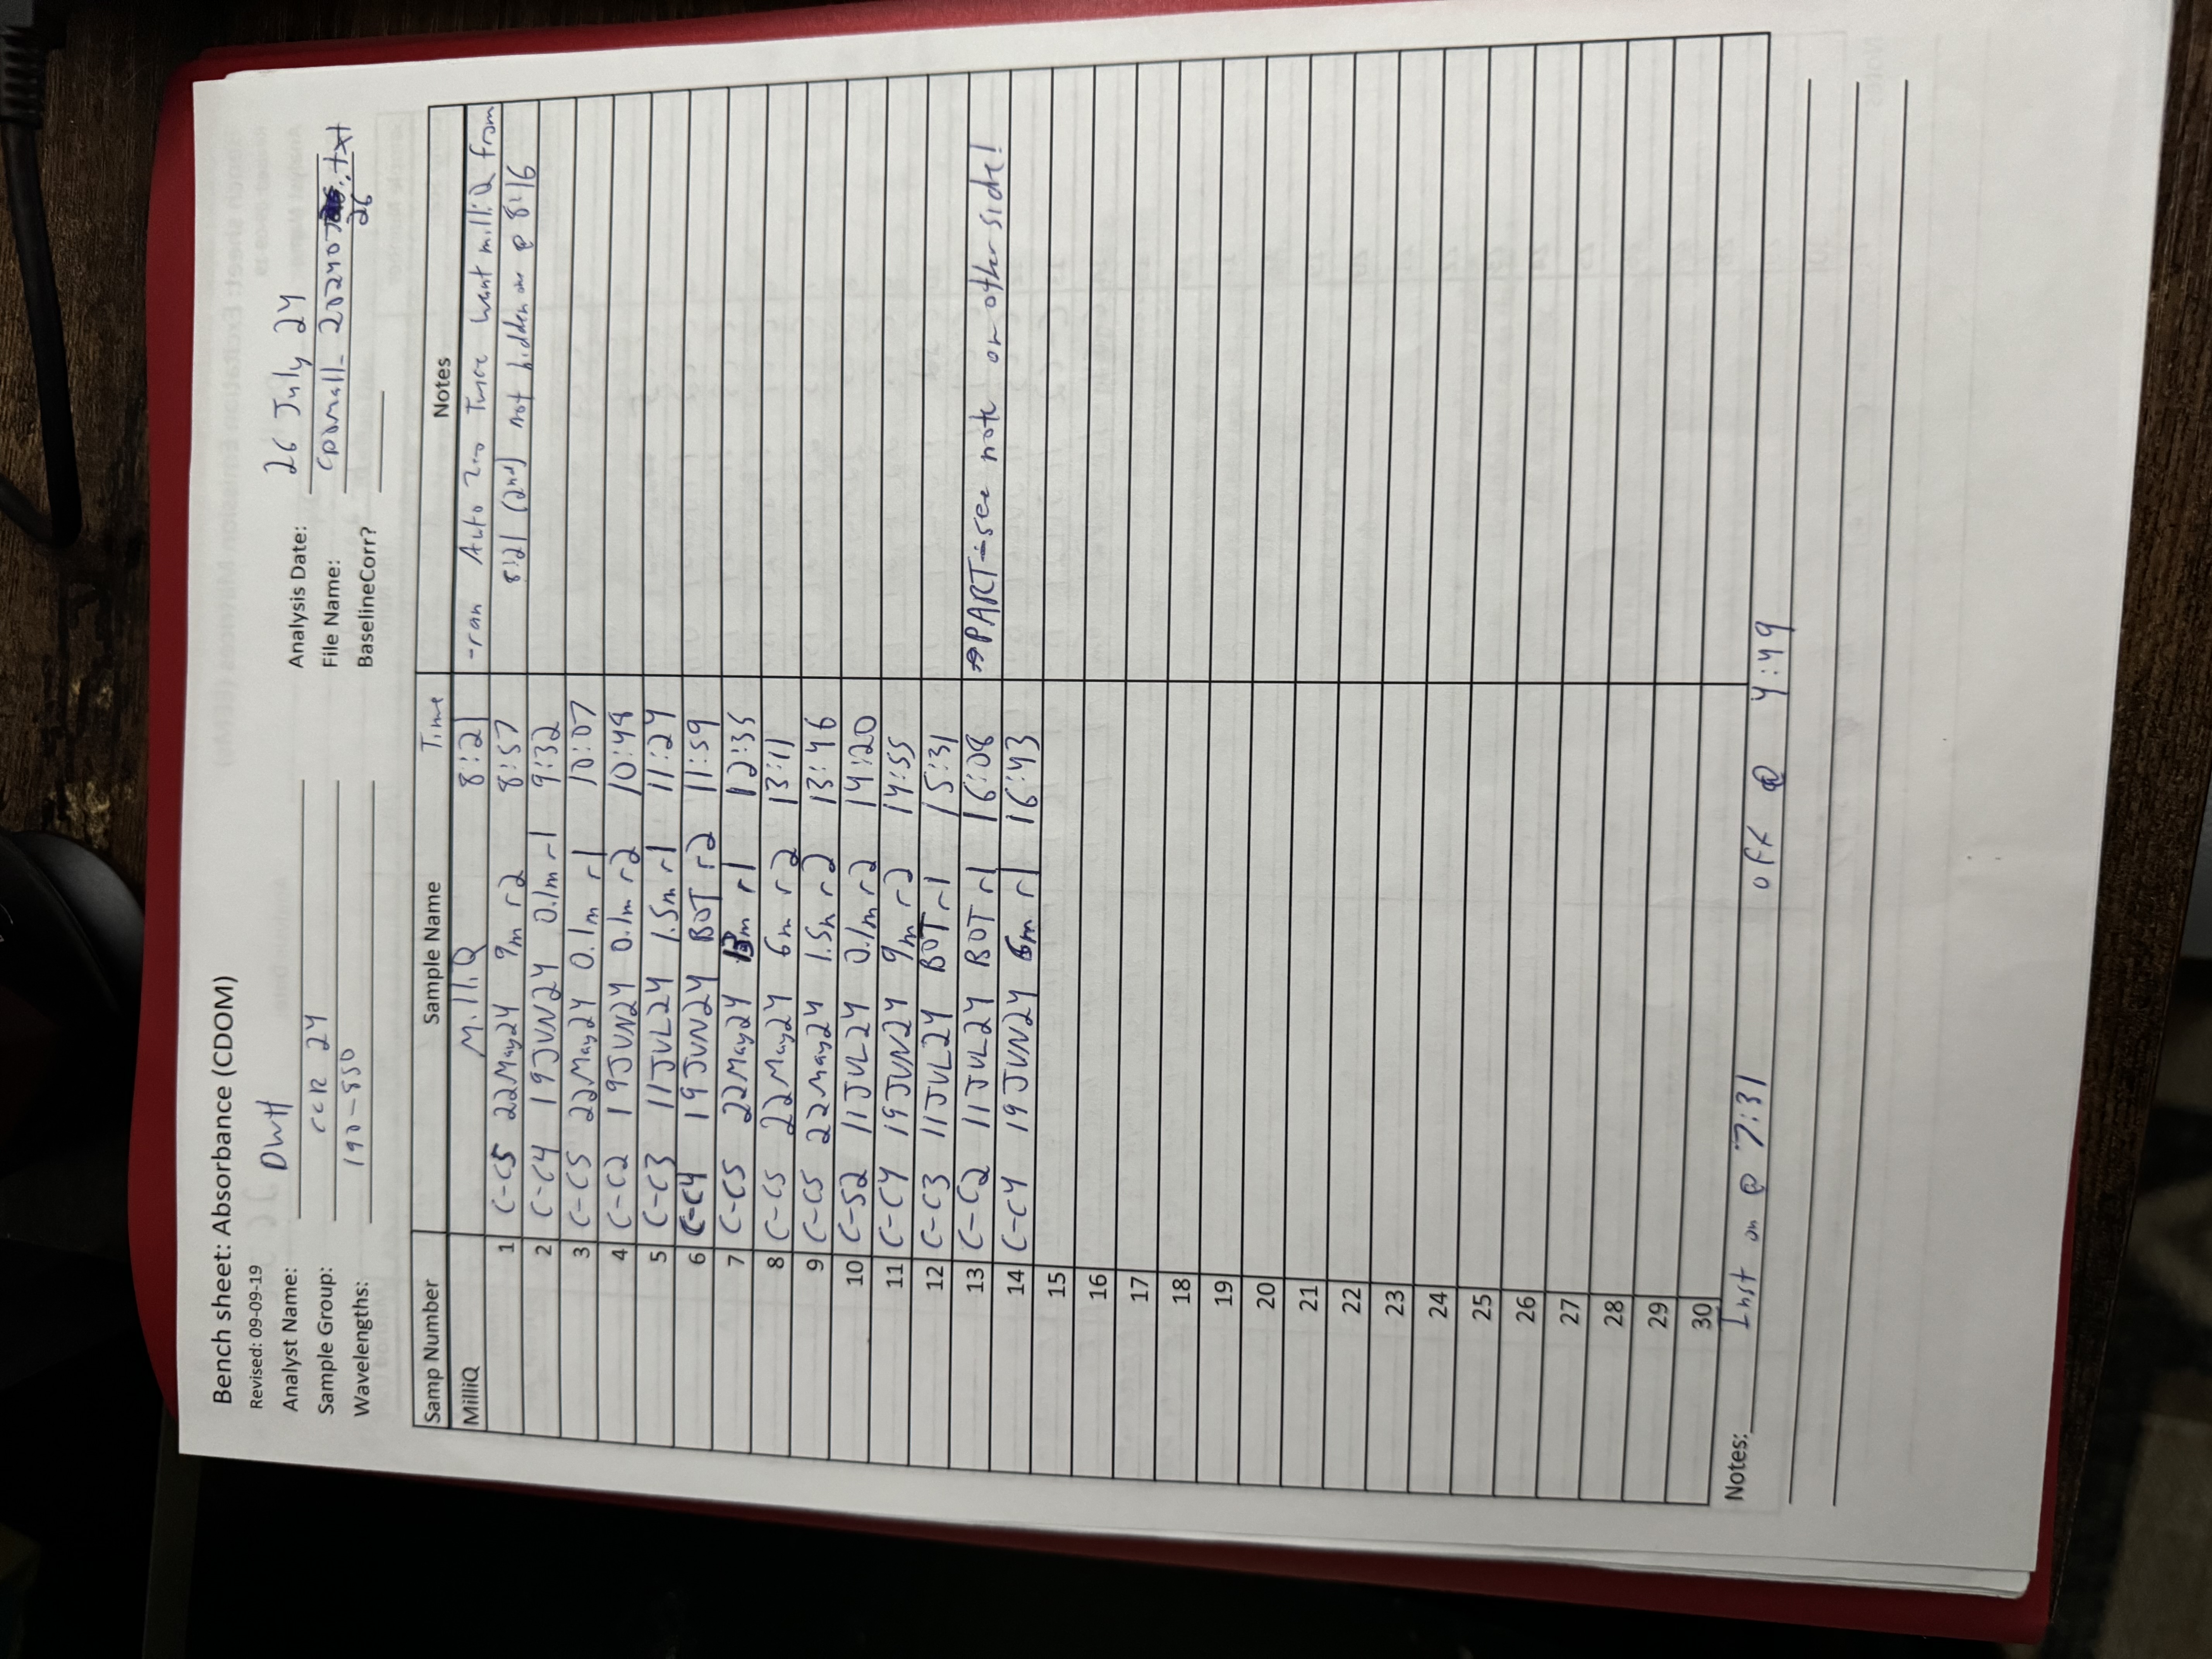 Bench sheet: Absorbance (CDOM)
Revised: 09-09-19
Analyst Name: DWH
Analysis Date: 26 July 24
Sample Group: CCR 24
File Name: CDOMall_202407 26 .txt
Wavelengths: 190-850
BaselineCorr?
Samp Number Sample Name Time Notes
MilliQ MilliQ 8:21 -ran Auto Zero Twice want milliQ from
1 C-C5 22May24 9m r2 8:57 8:21 (2nd) not hidden one @ 8:16
2 C-C4 19JUN24 0.1m r1 9:32
3 C-C5 22May24 0.1m r1 10:07
4 C-C2 19JUN24 0.1m r2 10:48
5 C-C3 11JUL24 1.5m r1 11:24
6 C-C4 19JUN24 BOT r2 11:59
7 C-C5 22May24 13m r1 12:35
8 C-C5 22May24 6m r2 13:11
9 C-C5 22May24 1.5m r2 13:46
10 C-S2 11JUL24 0.1m r2 14:20
11 C-C4 19JUN24 9m r2 14:55
12 C-C3 11JUL24 BOT r1 15:31
13 C-C2 11JUL24 BOT r1 16:08 PART-see note on other side!
14 C-C4 19JUN24 6m r1 16:43
15
16
17
18
19
20
21
22
23
24
25
26
27
28
29
30
Notes: Inst on @ 7:31 off @ 4:49